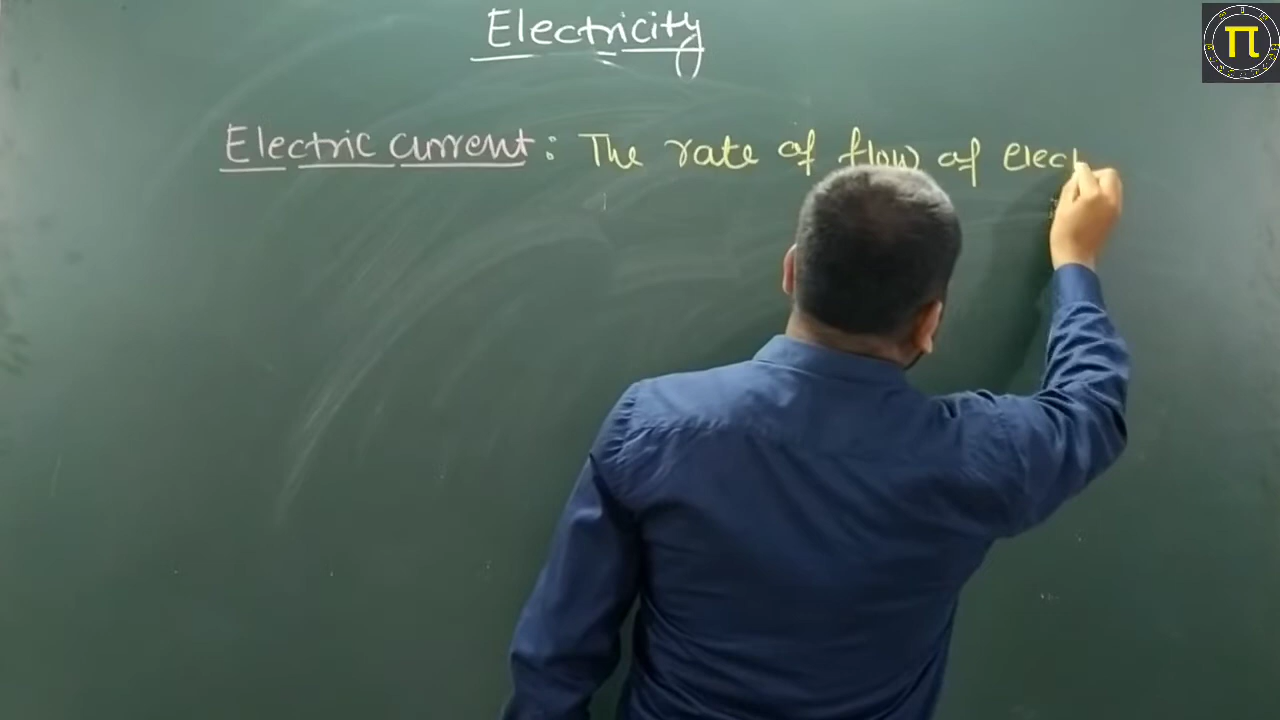 Electricity
Electric current : The rate of flow of elec
π